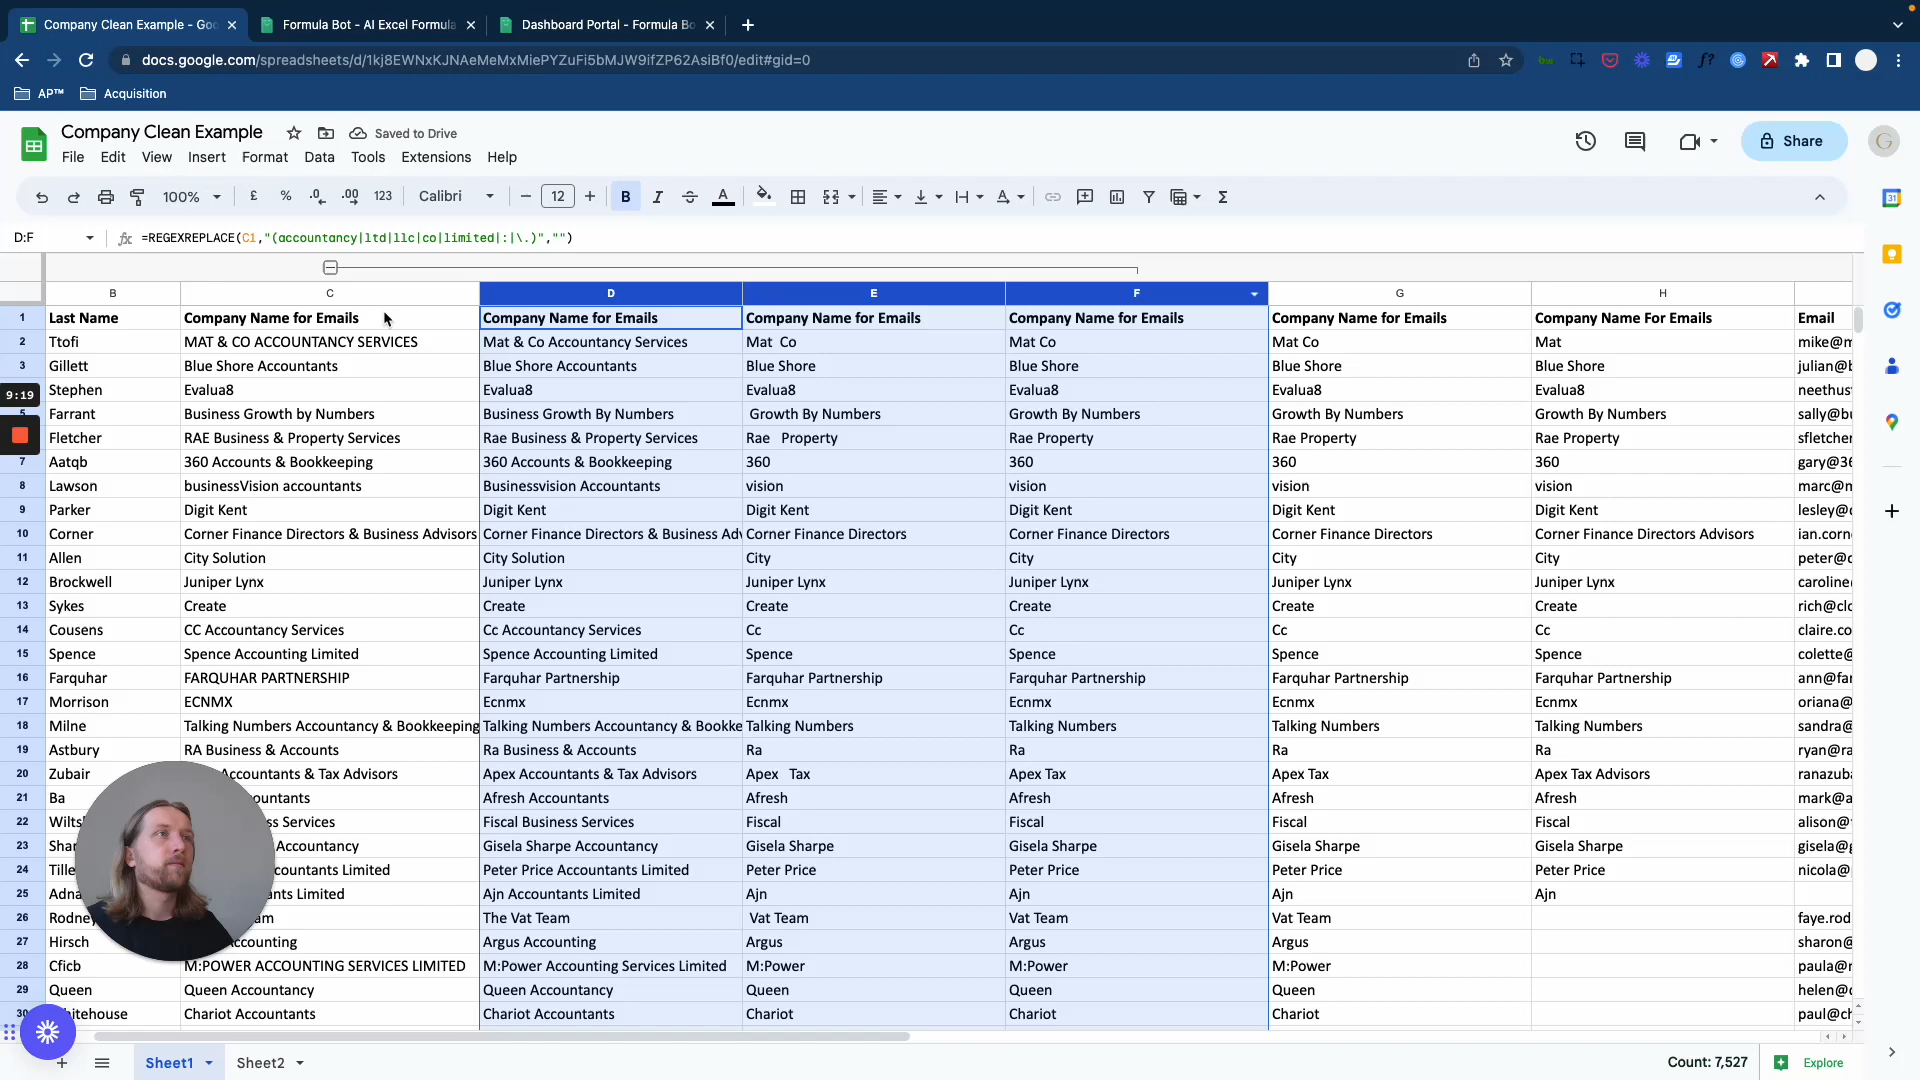 Company Clean Example - Goo
Formula Bot - AI Excel Formula
Dashboard Portal - Formula Bo
docs.google.com/spreadsheets/d/1kj8EWNxKJNAeMeMxMiePYZuFi5bMJW9ifZP62AsiBf0/edit#gid=0
AP™ Acquisition
Company Clean Example Saved to Drive
File Edit View Insert Format Data Tools Extensions Help
Share
G
100% £ % .0 .00 123 Calibri 12 B I A
D:F fx =REGEXREPLACE(C1,"(accountancy|ltd|llc|co|limited|:|\.)","")
B C D E F G H
1 Last Name Company Name for Emails Company Name for Emails Company Name for Emails Company Name for Emails Company Name for Emails Company Name For Emails Email
2 Ttofi MAT & CO ACCOUNTANCY SERVICES Mat & Co Accountancy Services Mat Co Mat Co Mat Co Mat mike@m
3 Gillett Blue Shore Accountants Blue Shore Accountants Blue Shore Blue Shore Blue Shore Blue Shore julian@b
9:19 Stephen Evalua8 Evalua8 Evalua8 Evalua8 Evalua8 Evalua8 neethus
5 Farrant Business Growth by Numbers Business Growth By Numbers Growth By Numbers Growth By Numbers Growth By Numbers Growth By Numbers sally@bu
Fletcher RAE Business & Property Services Rae Business & Property Services Rae Property Rae Property Rae Property Rae Property sfletcher
7 Aatqb 360 Accounts & Bookkeeping 360 Accounts & Bookkeeping 360 360 360 360 gary@36
8 Lawson businessVision accountants Businessvision Accountants vision vision vision vision marc@m
9 Parker Digit Kent Digit Kent Digit Kent Digit Kent Digit Kent Digit Kent lesley@d
10 Corner Corner Finance Directors & Business Advisors Corner Finance Directors & Business Adv Corner Finance Directors Corner Finance Directors Corner Finance Directors Corner Finance Directors Advisors ian.corn
11 Allen City Solution City Solution City City City City peter@c
12 Brockwell Juniper Lynx Juniper Lynx Juniper Lynx Juniper Lynx Juniper Lynx Juniper Lynx caroline
13 Sykes Create Create Create Create Create Create rich@clo
14 Cousens CC Accountancy Services Cc Accountancy Services Cc Cc Cc Cc claire.co
15 Spence Spence Accounting Limited Spence Accounting Limited Spence Spence Spence Spence colette@
16 Farquhar FARQUHAR PARTNERSHIP Farquhar Partnership Farquhar Partnership Farquhar Partnership Farquhar Partnership Farquhar Partnership ann@far
17 Morrison ECNMX Ecnmx Ecnmx Ecnmx Ecnmx Ecnmx oriana@
18 Milne Talking Numbers Accountancy & Bookkeeping Talking Numbers Accountancy & Bookke Talking Numbers Talking Numbers Talking Numbers Talking Numbers sandra@
19 Astbury RA Business & Accounts Ra Business & Accounts Ra Ra Ra Ra ryan@ra
20 Zubair Accountants & Tax Advisors Apex Accountants & Tax Advisors Apex Tax Apex Tax Apex Tax Apex Tax Advisors ranazuba
21 Ba ountants Afresh Accountants Afresh Afresh Afresh Afresh mark@a
22 Wilts ss Services Fiscal Business Services Fiscal Fiscal Fiscal Fiscal alison@
23 Shar Accountancy Gisela Sharpe Accountancy Gisela Sharpe Gisela Sharpe Gisela Sharpe Gisela Sharpe gisela@g
24 Tille countants Limited Peter Price Accountants Limited Peter Price Peter Price Peter Price Peter Price nicola@
25 Adna ants Limited Ajn Accountants Limited Ajn Ajn Ajn Ajn
26 Rodney am The Vat Team Vat Team Vat Team Vat Team faye.rod
27 Hirsch ccounting Argus Accounting Argus Argus Argus sharon@
28 Cficb M:POWER ACCOUNTING SERVICES LIMITED M:Power Accounting Services Limited M:Power M:Power M:Power paula@
29 Queen Queen Accountancy Queen Accountancy Queen Queen Queen helen@
30 hitehouse Chariot Accountants Chariot Accountants Chariot Chariot Chariot paul@ch
Sheet1 Sheet2 Count: 7,527 Explore